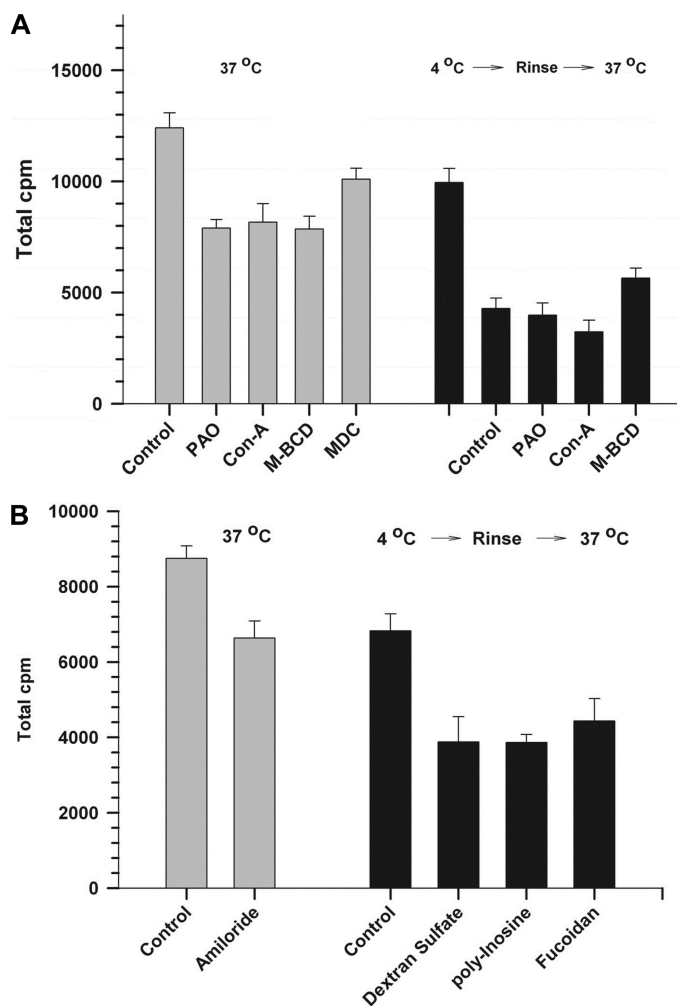 A
37 °C
4 °C → Rinse → 37 °C
15000
10000
5000
0
Total cpm
Control
PAO
Con-A
M-BCD
MDC
Control
PAO
Con-A
M-BCD
B
37 °C
4 °C → Rinse → 37 °C
10000
8000
6000
4000
2000
0
Total cpm
Control
Amiloride
Control
Dextran Sulfate
poly-Inosine
Fucoidan